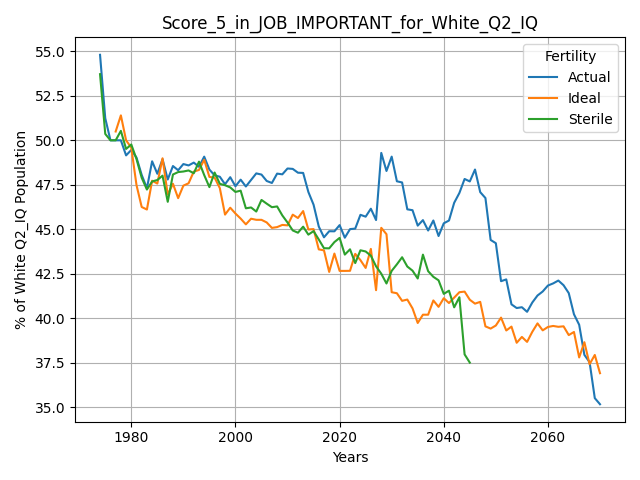 Score_5_in_JOB_IMPORTANT_for_White_Q2_IQ
Fertility
Actual
Ideal
Sterile
% of White Q2_IQ Population
55.0
52.5
50.0
47.5
45.0
42.5
40.0
37.5
35.0
1980
2000
2020
2040
2060
Years